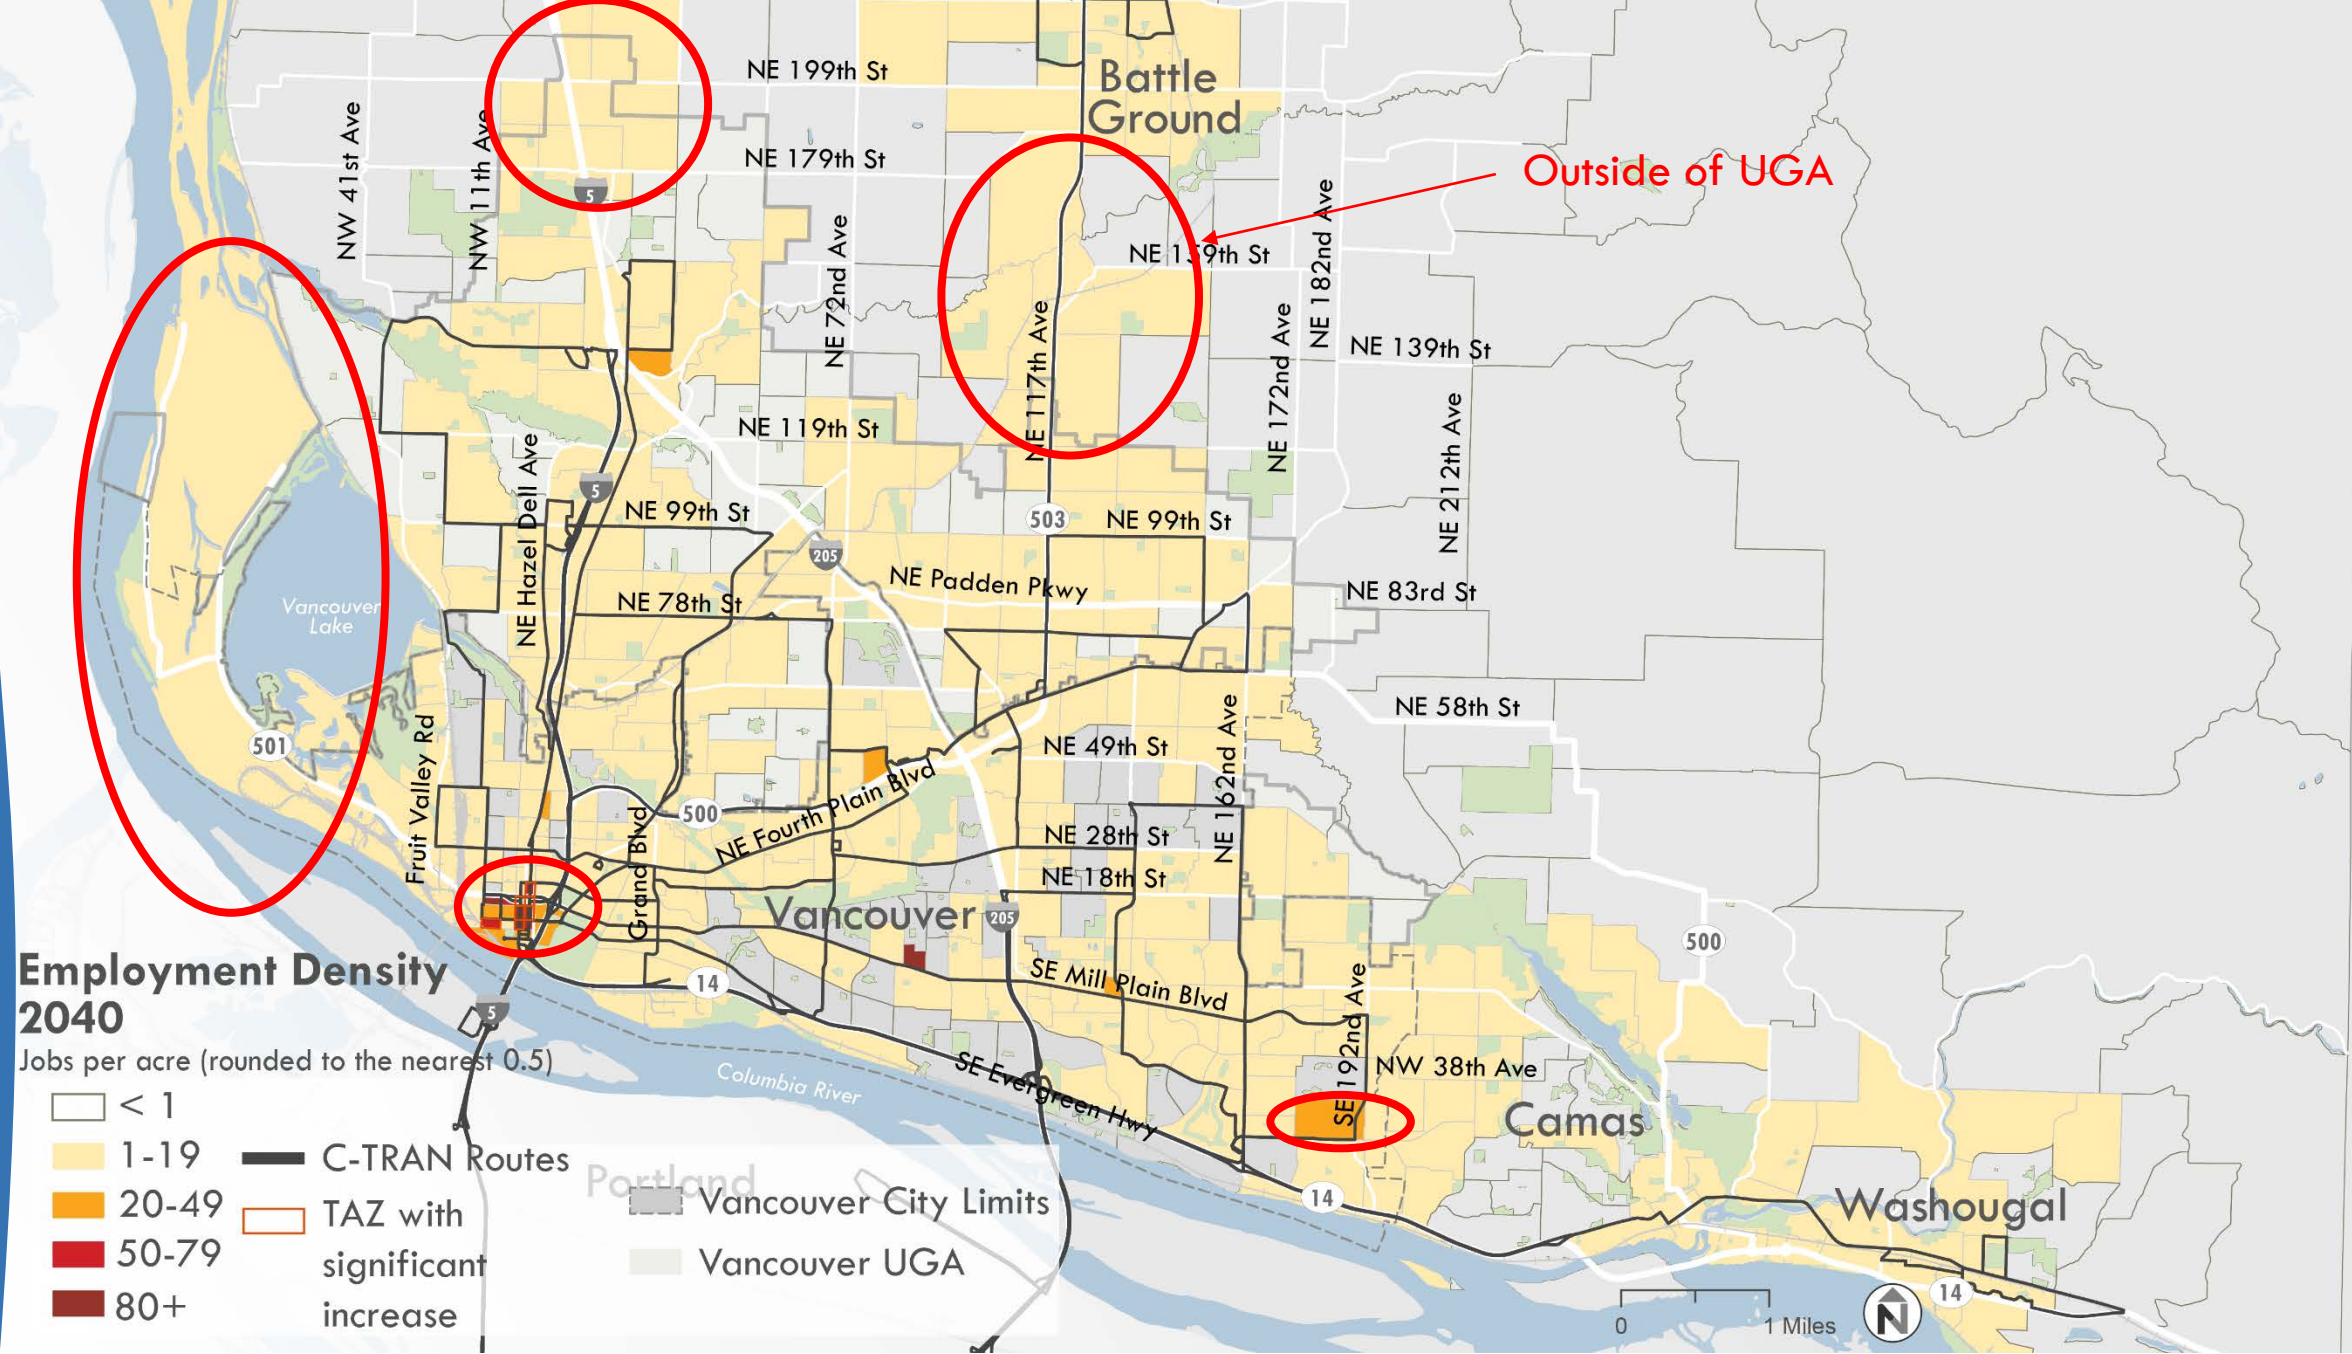 NE 199th St
Battle
Ground
NE 179th St
Outside of UGA
NW 41st Ave
NW 11th Ave
5
NE 159th St
NE 72nd Ave
NE 182nd Ave
NE 117th Ave
NE 172nd Ave
NE 139th St
NE 119th St
NE 212th Ave
NE Hazel Dell Ave
5
NE 99th St
503
NE 99th St
205
NE Padden Pkwy
NE 83rd St
NE 78th St
Vancouver
Lake
NE 58th St
501
Fruit Valley Rd
NE 162nd Ave
NE 49th St
500
NE Fourth Plain Blvd
Grand Blvd
NE 28th St
NE 18th St
Vancouver
205
500
14
SE Mill Plain Blvd
SE 192nd Ave
5
NW 38th Ave
Columbia River
SE Evergreen Hwy
Camas
Portland
14
Washougal
14
Employment Density
2040
Jobs per acre (rounded to the nearest 0.5)
< 1
1-19
20-49
50-79
80+
C-TRAN Routes
TAZ with
significant
increase
Vancouver City Limits
Vancouver UGA
0
1 Miles
N